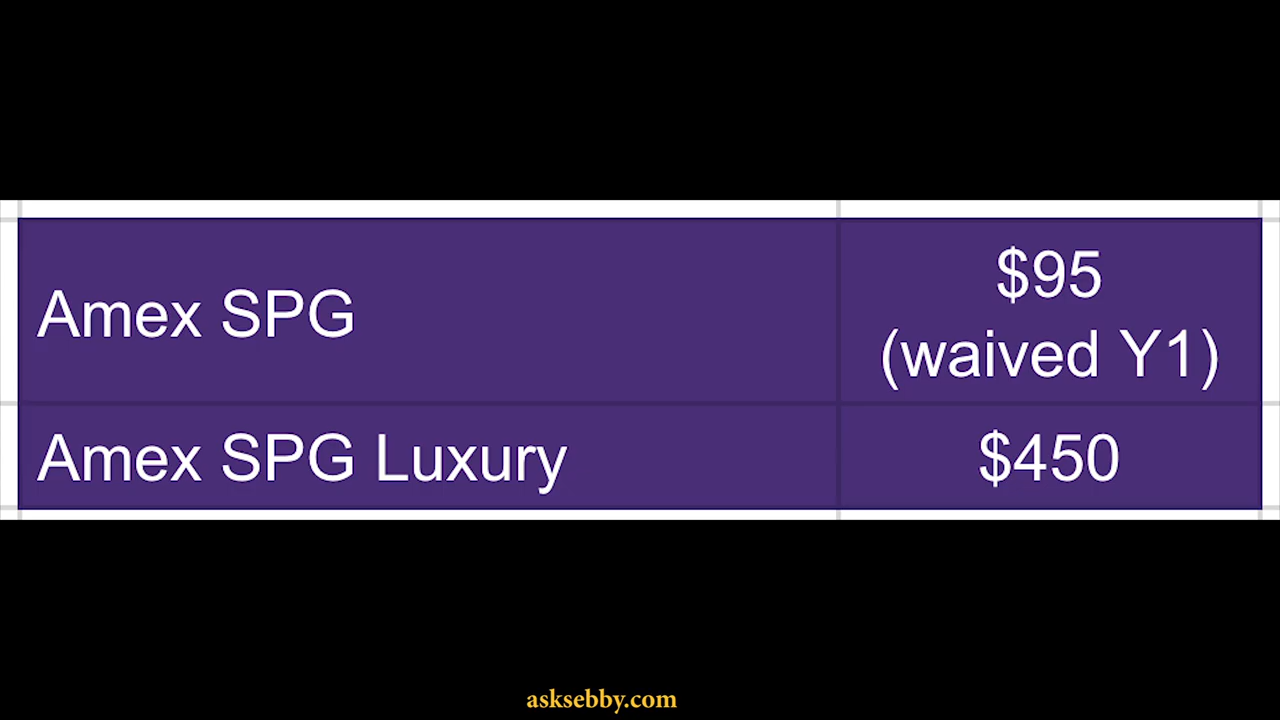 Amex SPG
$95
(waived Y1)
Amex SPG Luxury
$450
asksebby.com